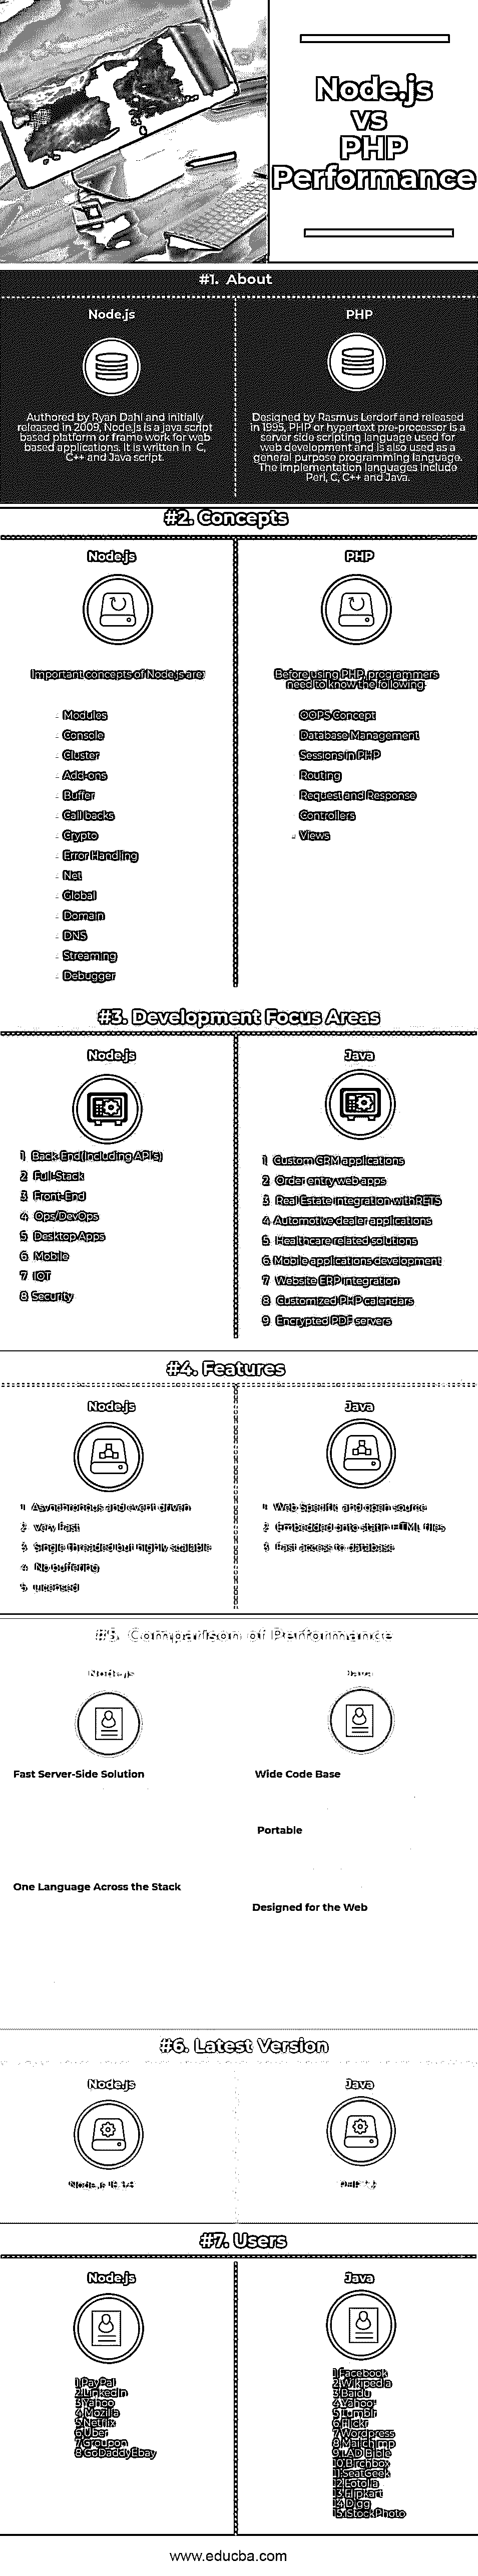 Node.js
vs
PHP
Performance
#1. About
Node.js
Authored by Ryan Dahl and initially
released in 2009, Node.js is a java script
based platform or frame work for web
based applications. It is written in C,
C++ and Java script.
PHP
Designed by Rasmus Lerdorf and released
in 1995, PHP or hypertext pre-processor is a
server side scripting language used for
web development and is also used as a
general purpose programming language.
The implementation languages include
Perl, C, C++ and Java.
#2. Concepts
Node.js
Important concepts of Node.js are:
Modules
Console
Cluster
Add-ons
Buffer
Call backs
Crypto
Error Handling
Net
Global
Domain
DNS
Streaming
Debugger
PHP
Before using PHP, programmers
need to know the following
OOPS Concept
Database Management
Sessions in PHP
Routing
Request and Response
Controllers
Views
#3. Development Focus Areas
Node.js
1 Back-End(Including API's)
2 Full-Stack
3 Front-End
4 Ops/DevOps
5 Desktop Apps
6 Mobile
7 IOT
8 Security
Java
1 Custom CRM applications
2 Order entry web apps
3 Real Estate integration with RETS
4 Automotive dealer applications
5 Healthcare related solutions
6 Mobile applications development
7 Website ERP integration
8 Customized PHP calendars
9 Encrypted PDF servers
#4. Features
Node.js
1 Asynchronous and event driven
2 very Fast
3 Single threaded but highly scalable
4 No buffering
5 Licensed
Java
1 Web Specific and open source
2 Embedded onto static HTML files
3 Fast access to database
#5. Comparison of Performance
Node.js
Fast Server-Side Solution
One Language Across the Stack
Java
Wide Code Base
Portable
Designed for the Web
#6. Latest Version
Node.js
Java
#7. Users
Node.js
1 PayPal
2 LinkedIn
3 Yahoo
4 Mozilla
5 Netflix
6 Uber
7 Groupon
8 GoDaddyEbay
Java
1 Facebook
2 Wikipedia
3 Baidu
4 Yahoo!
5 Tumblr
6 Flickr
7 Wordpress
8 Mailchimp
9 LAD Bible
10 Birchbox
11 SeatGeek
12 Fotolia
13 Flipkart
14 Digg
15 iStockPhoto
www.educba.com